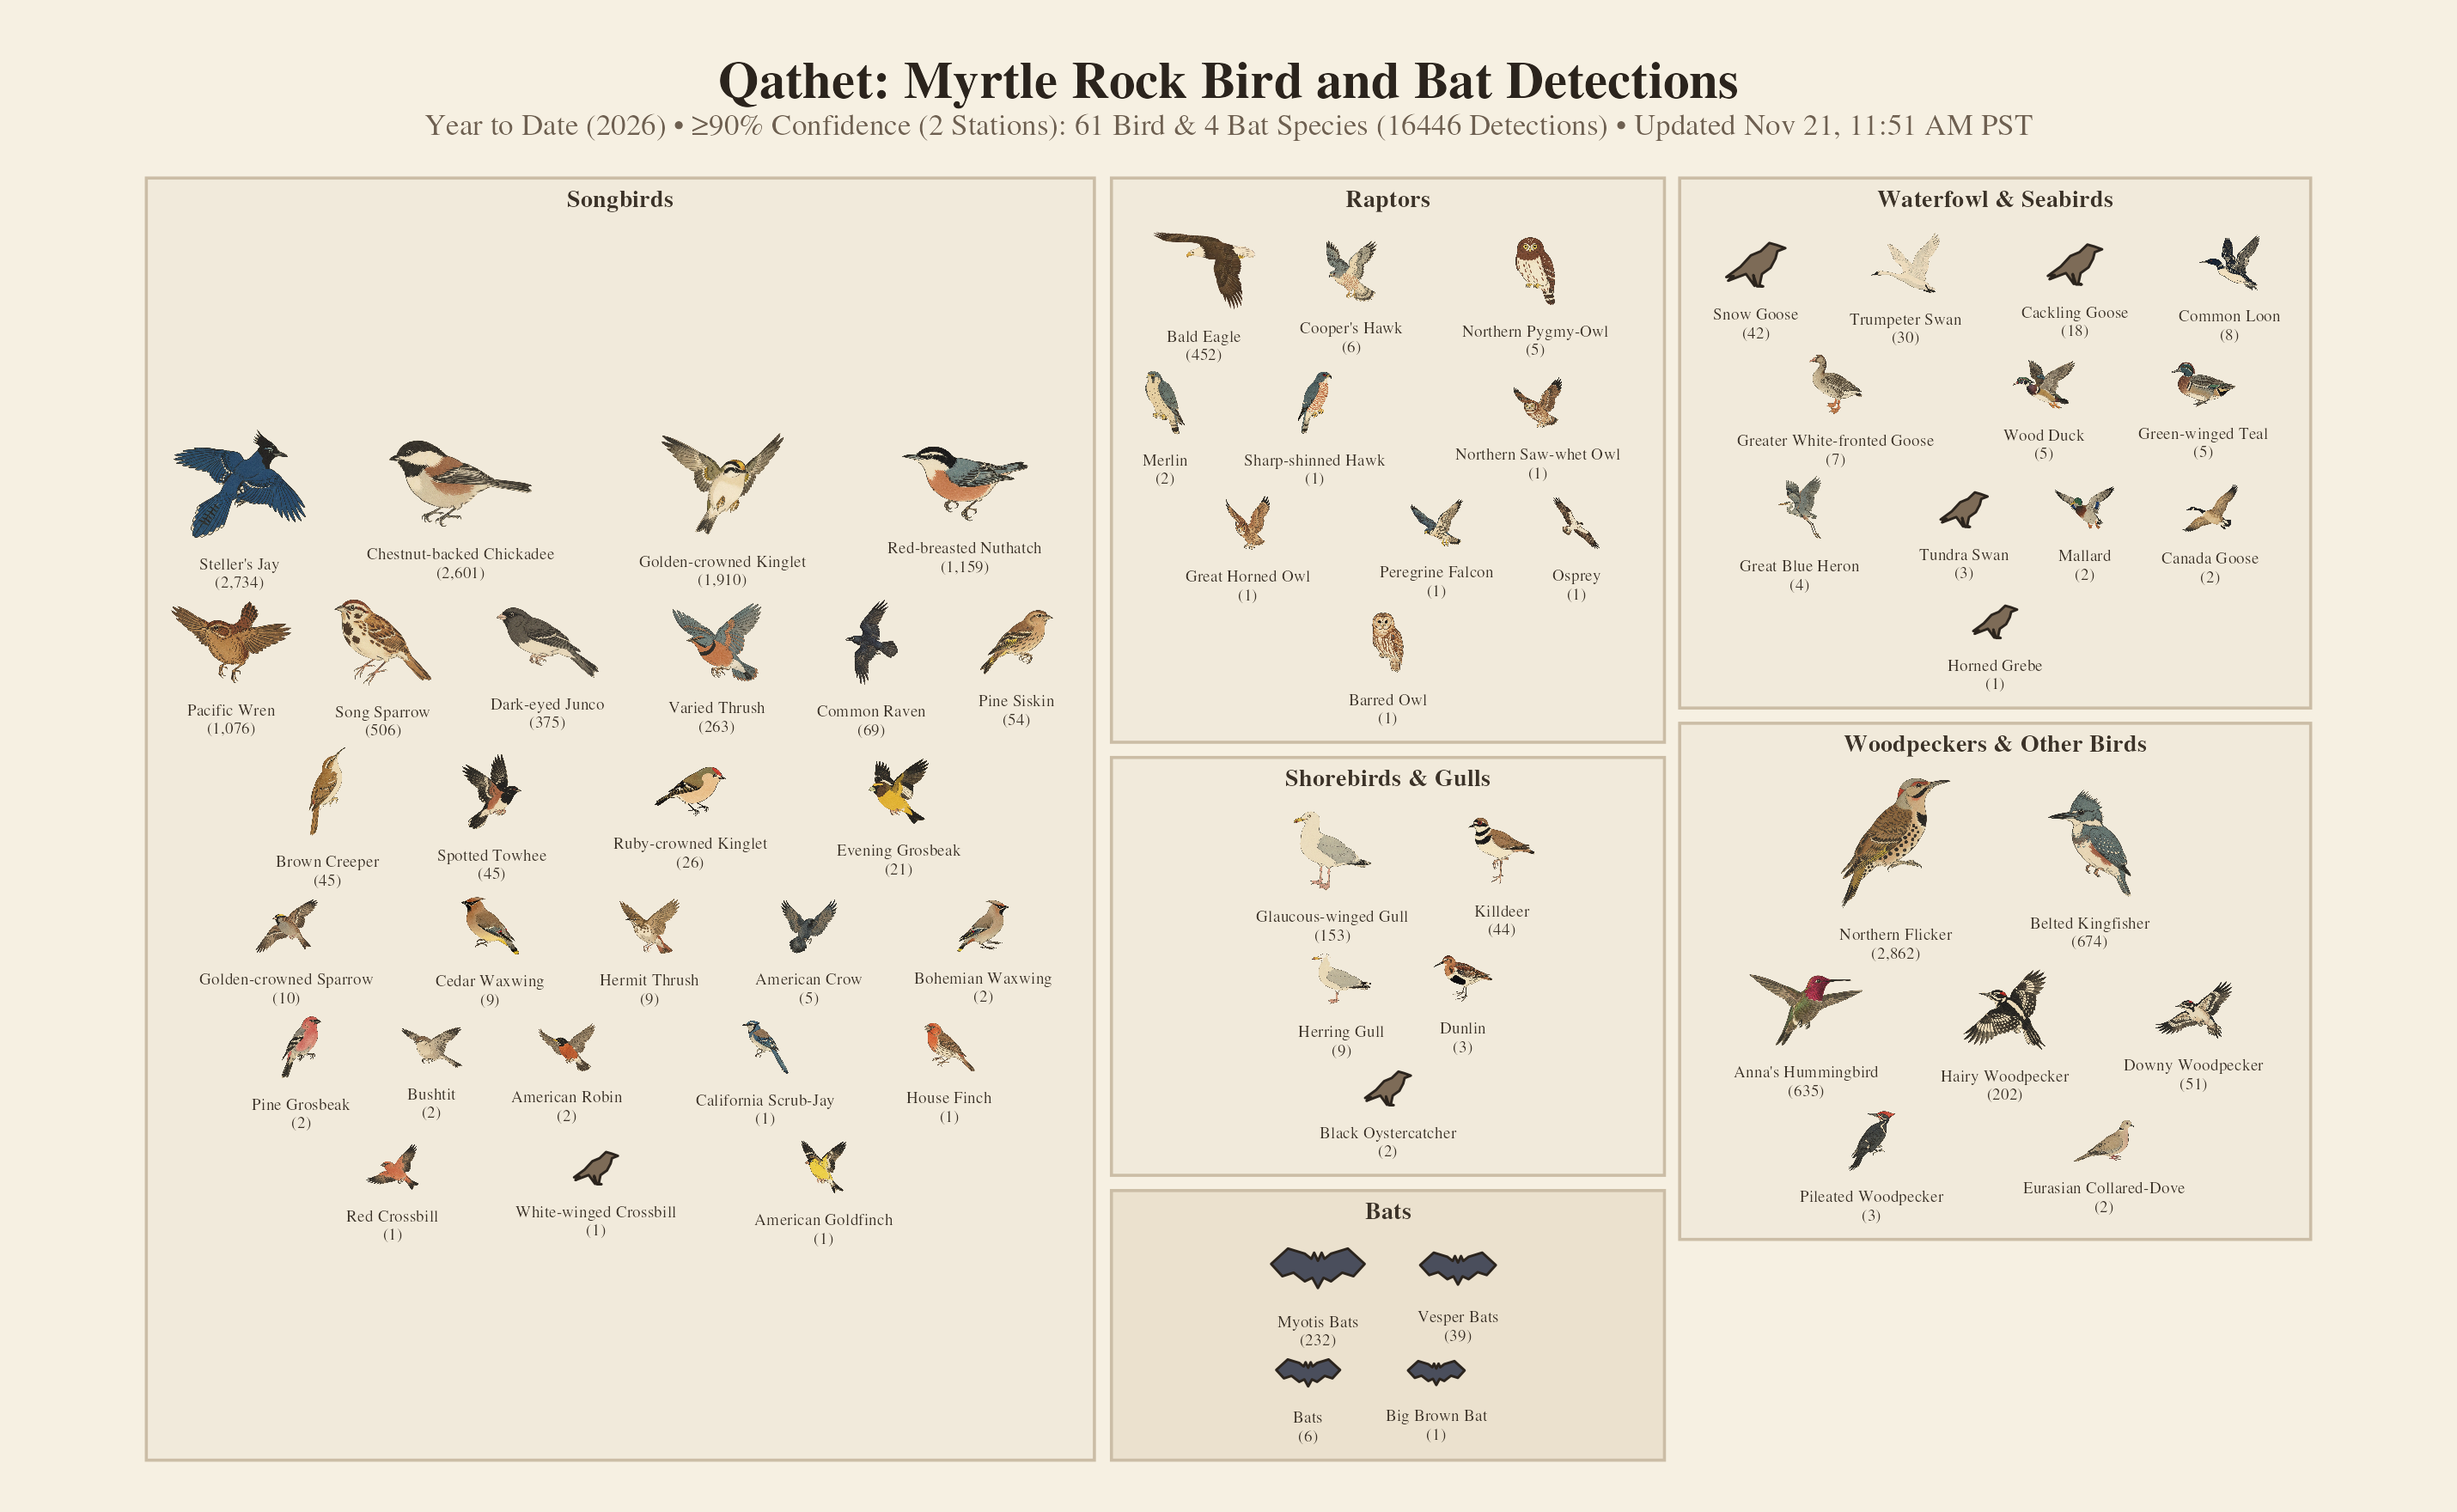 Qathet: Myrtle Rock Bird and Bat Detections
Year to Date (2026) • ≥90% Confidence (2 Stations): 61 Bird & 4 Bat Species (16446 Detections) • Updated Nov 21, 11:51 AM PST
Songbirds
Steller's Jay
(2,734)
Chestnut-backed Chickadee
(2,601)
Golden-crowned Kinglet
(1,910)
Red-breasted Nuthatch
(1,159)
Pacific Wren
(1,076)
Song Sparrow
(506)
Dark-eyed Junco
(375)
Varied Thrush
(263)
Common Raven
(69)
Pine Siskin
(54)
Brown Creeper
(45)
Spotted Towhee
(45)
Ruby-crowned Kinglet
(26)
Evening Grosbeak
(21)
Golden-crowned Sparrow
(10)
Cedar Waxwing
(9)
Hermit Thrush
(9)
American Crow
(5)
Bohemian Waxwing
(2)
Pine Grosbeak
(2)
Bushtit
(2)
American Robin
(2)
California Scrub-Jay
(1)
House Finch
(1)
Red Crossbill
(1)
White-winged Crossbill
(1)
American Goldfinch
(1)
Raptors
Bald Eagle
(452)
Cooper's Hawk
(6)
Northern Pygmy-Owl
(5)
Merlin
(2)
Sharp-shinned Hawk
(1)
Northern Saw-whet Owl
(1)
Great Horned Owl
(1)
Peregrine Falcon
(1)
Osprey
(1)
Barred Owl
(1)
Shorebirds & Gulls
Glaucous-winged Gull
(153)
Killdeer
(44)
Herring Gull
(9)
Dunlin
(3)
Black Oystercatcher
(2)
Bats
Myotis Bats
(232)
Vesper Bats
(39)
Bats
(6)
Big Brown Bat
(1)
Waterfowl & Seabirds
Snow Goose
(42)
Trumpeter Swan
(30)
Cackling Goose
(18)
Common Loon
(8)
Greater White-fronted Goose
(7)
Wood Duck
(5)
Green-winged Teal
(5)
Great Blue Heron
(4)
Tundra Swan
(3)
Mallard
(2)
Canada Goose
(2)
Horned Grebe
(1)
Woodpeckers & Other Birds
Northern Flicker
(2,862)
Belted Kingfisher
(674)
Anna's Hummingbird
(635)
Hairy Woodpecker
(202)
Downy Woodpecker
(51)
Pileated Woodpecker
(3)
Eurasian Collared-Dove
(2)